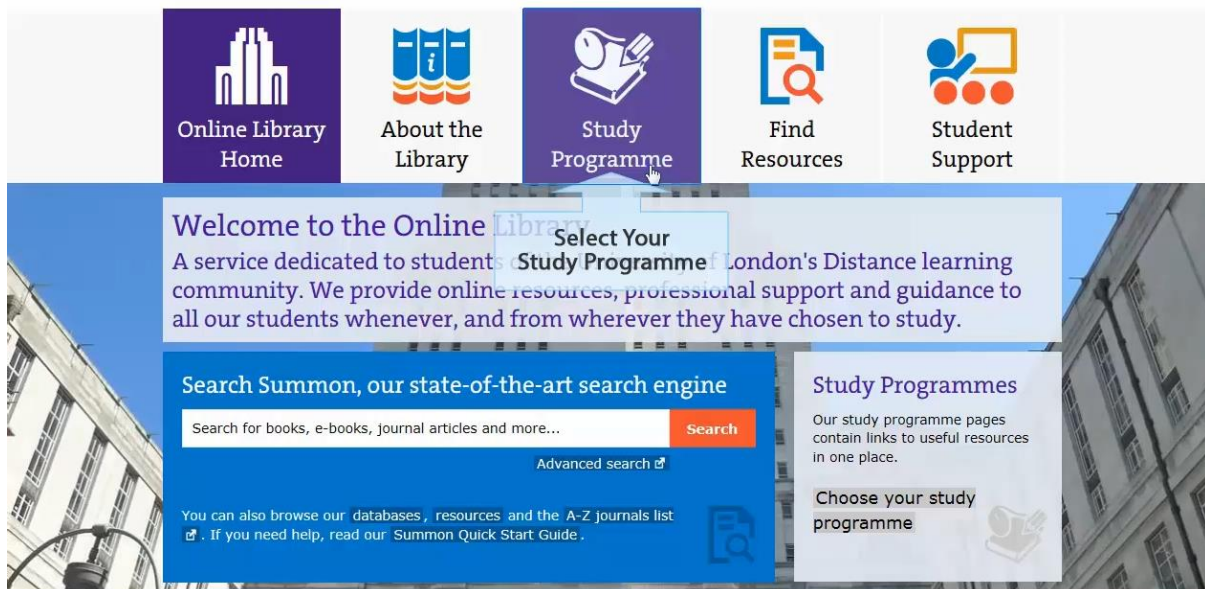 Online Library
Home
About the
Library
Study
Programme
Find
Resources
Student
Support
Welcome to the Online Library
Select Your
Study Programme
A service dedicated to students of London's Distance learning
community. We provide online resources, professional support and guidance to
all our students whenever, and from wherever they have chosen to study.
Search Summon, our state-of-the-art search engine
Search for books, e-books, journal articles and more...
Search
Advanced search
You can also browse our databases, resources and the A-Z journals list
. If you need help, read our Summon Quick Start Guide.
Study Programmes
Our study programme pages
contain links to useful resources
in one place.
Choose your study
programme